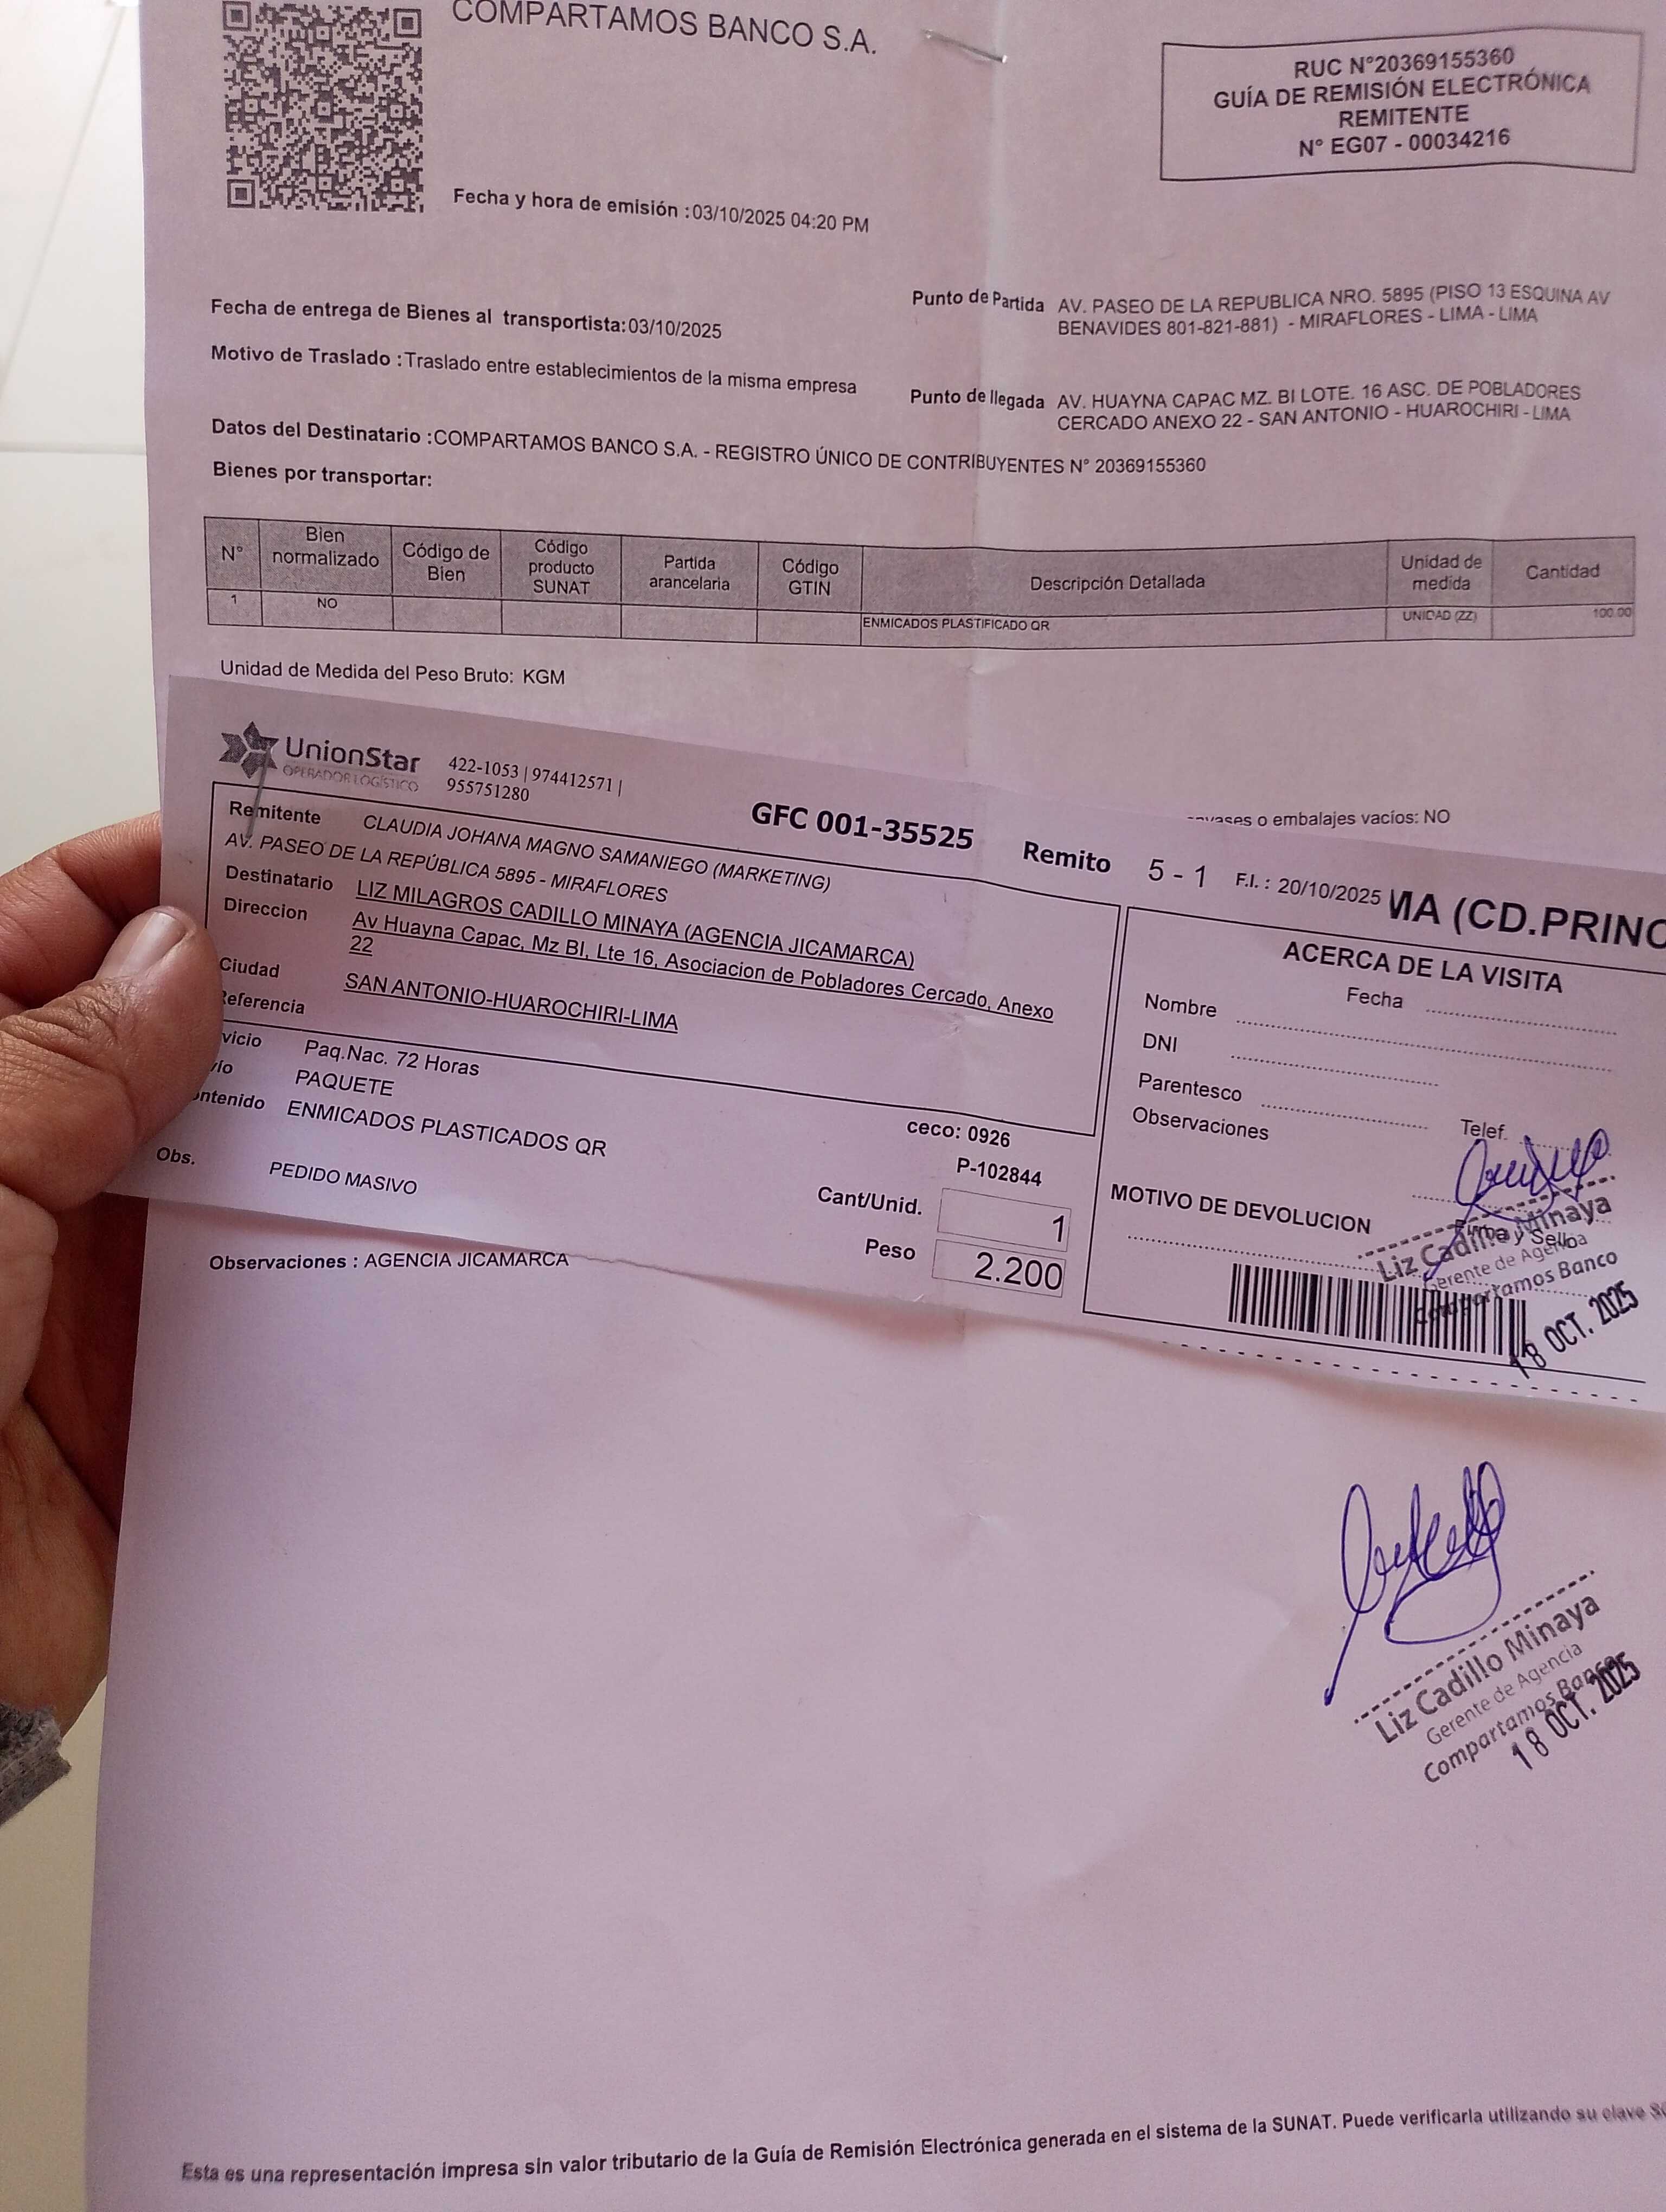 COMPARTAMOS BANCO S.A.
RUC N°20369155360
GUÍA DE REMISIÓN ELECTRÓNICA
REMITENTE
N° EG07 - 00034216
Fecha y hora de emisión :03/10/2025 04:20 PM
Fecha de entrega de Bienes al transportista:03/10/2025
Motivo de Traslado :Traslado entre establecimientos de la misma empresa
Punto de Partida AV. PASEO DE LA REPUBLICA NRO. 5895 (PISO 13 ESQUINA AV
BENAVIDES 801-821-881) - MIRAFLORES - LIMA - LIMA
Punto de llegada AV. HUAYNA CAPAC MZ. BI LOTE. 16 ASC. DE POBLADORES
CERCADO ANEXO 22 - SAN ANTONIO - HUAROCHIRI - LIMA
Datos del Destinatario :COMPARTAMOS BANCO S.A. - REGISTRO ÚNICO DE CONTRIBUYENTES N° 20369155360
Bienes por transportar:
N° Bien normalizado Código de Bien Código producto SUNAT Partida arancelaria Código GTIN Descripción Detallada Unidad de medida Cantidad
1 NO ENMICADOS PLASTIFICADO QR UNIDAD (ZZ) 100.00
Unidad de Medida del Peso Bruto: KGM
o embalajes vacíos: NO
UnionStar
OPERADOR LOGÍSTICO
422-1053 | 974412571 |
955751280
GFC 001-35525 Remito 5 - 1 F.I. : 20/10/2025 MA (CD.PRINC
Remitente CLAUDIA JOHANA MAGNO SAMANIEGO (MARKETING)
AV. PASEO DE LA REPÚBLICA 5895 - MIRAFLORES
Destinatario LIZ MILAGROS CADILLO MINAYA (AGENCIA JICAMARCA)
Direccion Av Huayna Capac, Mz BI, Lte 16, Asociacion de Pobladores Cercado, Anexo
22
Ciudad SAN ANTONIO-HUAROCHIRI-LIMA
Referencia
vicio Paq.Nac. 72 Horas
vío PAQUETE
ontenido ENMICADOS PLASTICADOS QR
Obs. PEDIDO MASIVO
ceco: 0926
P-102844
Cant/Unid. 1
Peso 2.200
ACERCA DE LA VISITA
Fecha
Nombre
DNI
Parentesco
Telef.
Observaciones
MOTIVO DE DEVOLUCION
Firma y Sello
Liz Cadillo Minaya
Gerente de Agencia
Compartamos Banco
18 OCT. 2025
Observaciones : AGENCIA JICAMARCA
Liz Cadillo Minaya
Gerente de Agencia
Compartamos Banco
18 OCT. 2025
Esta es una representación impresa sin valor tributario de la Guía de Remisión Electrónica generada en el sistema de la SUNAT. Puede verificarla utilizando su clave